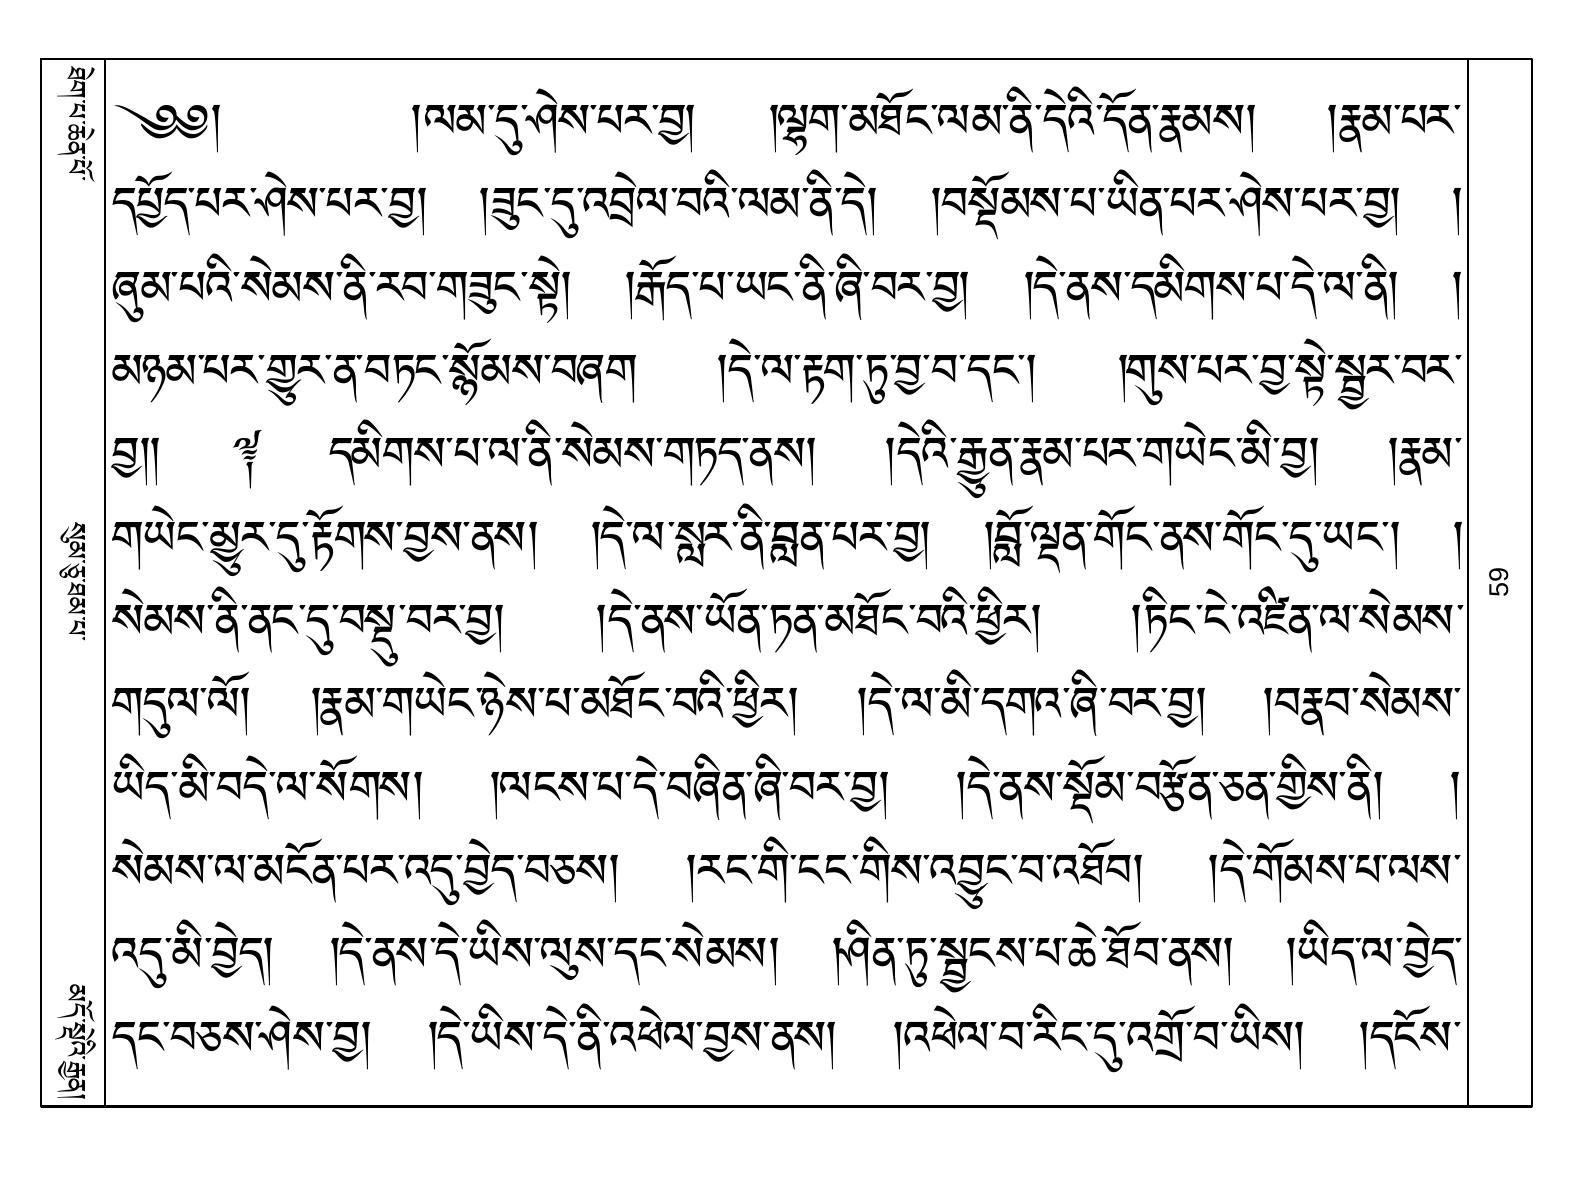 ༄༅། །ལམ་དུ་ཤེས་པར་བྱ། །ལྷག་མཐོང་ལམ་ནི་དེའི་དོན་རྣམས། །རྣམ་པར་
དཔྱོད་པར་ཤེས་པར་བྱ། །ཟུང་དུ་འབྲེལ་བའི་ལམ་ནི་དེ། །བསྡོམས་པ་ཡིན་པར་ཤེས་པར་བྱ། །
ཞུམ་པའི་སེམས་ནི་རབ་གཟུང་སྟེ། །རྒོད་པ་ཡང་ནི་ཞི་བར་བྱ། །དེ་ནས་དམིགས་པ་དེ་ལ་ནི། །
མཉམ་པར་གྱུར་ན་བཏང་སྙོམས་བཞག །དེ་ལ་རྟག་ཏུ་བྱ་བ་དང་། །གུས་པར་བྱ་སྟེ་སྦྱར་བར་
བྱ།། ༈ དམིགས་པ་ལ་ནི་སེམས་གཏད་ནས། །དེའི་རྒྱུན་རྣམ་པར་གཡེང་མི་བྱ། །རྣམ་
གཡེང་མྱུར་དུ་རྟོགས་བྱས་ནས། །དེ་ལ་སླར་ནི་བླན་པར་བྱ། །བློ་ལྡན་གོང་ནས་གོང་དུ་ཡང་། །
སེམས་ནི་ནང་དུ་བསྡུ་བར་བྱ། །དེ་ནས་ཡོན་ཏན་མཐོང་བའི་ཕྱིར། །ཏིང་ངེ་འཛིན་ལ་སེམས་
གདུལ་ལོ། །རྣམ་གཡེང་ཉེས་པ་མཐོང་བའི་ཕྱིར། །དེ་ལ་མི་དགའ་ཞི་བར་བྱ། །བརྣབ་སེམས་
ཡིད་མི་བདེ་ལ་སོགས། །ལངས་པ་དེ་བཞིན་ཞི་བར་བྱ། །དེ་ནས་སྡོམ་བརྩོན་ཅན་གྱིས་ནི། །
སེམས་ལ་མངོན་པར་འདུ་བྱེད་བཅས། །རང་གི་ངང་གིས་འབྱུང་བ་འཐོབ། །དེ་གོམས་པ་ལས་
འདུ་མི་བྱེད། །དེ་ནས་དེ་ཡིས་ལུས་དང་སེམས། །ཤིན་ཏུ་སྦྱངས་པ་ཆེ་ཐོབ་ནས། །ཡིད་ལ་བྱེད་
དང་བཅས་ཤེས་བྱ། །དེ་ཡིས་དེ་ནི་འཕེལ་བྱས་ནས། །འཕེལ་བ་རིང་དུ་འགྲོ་བ་ཡིས། །དངོས་
ཐེག་པ་ཆེན་པོ་
སུམ་ཅུ་ཐམ་པ་
མདོ་སྡེའི་རྒྱན།
59